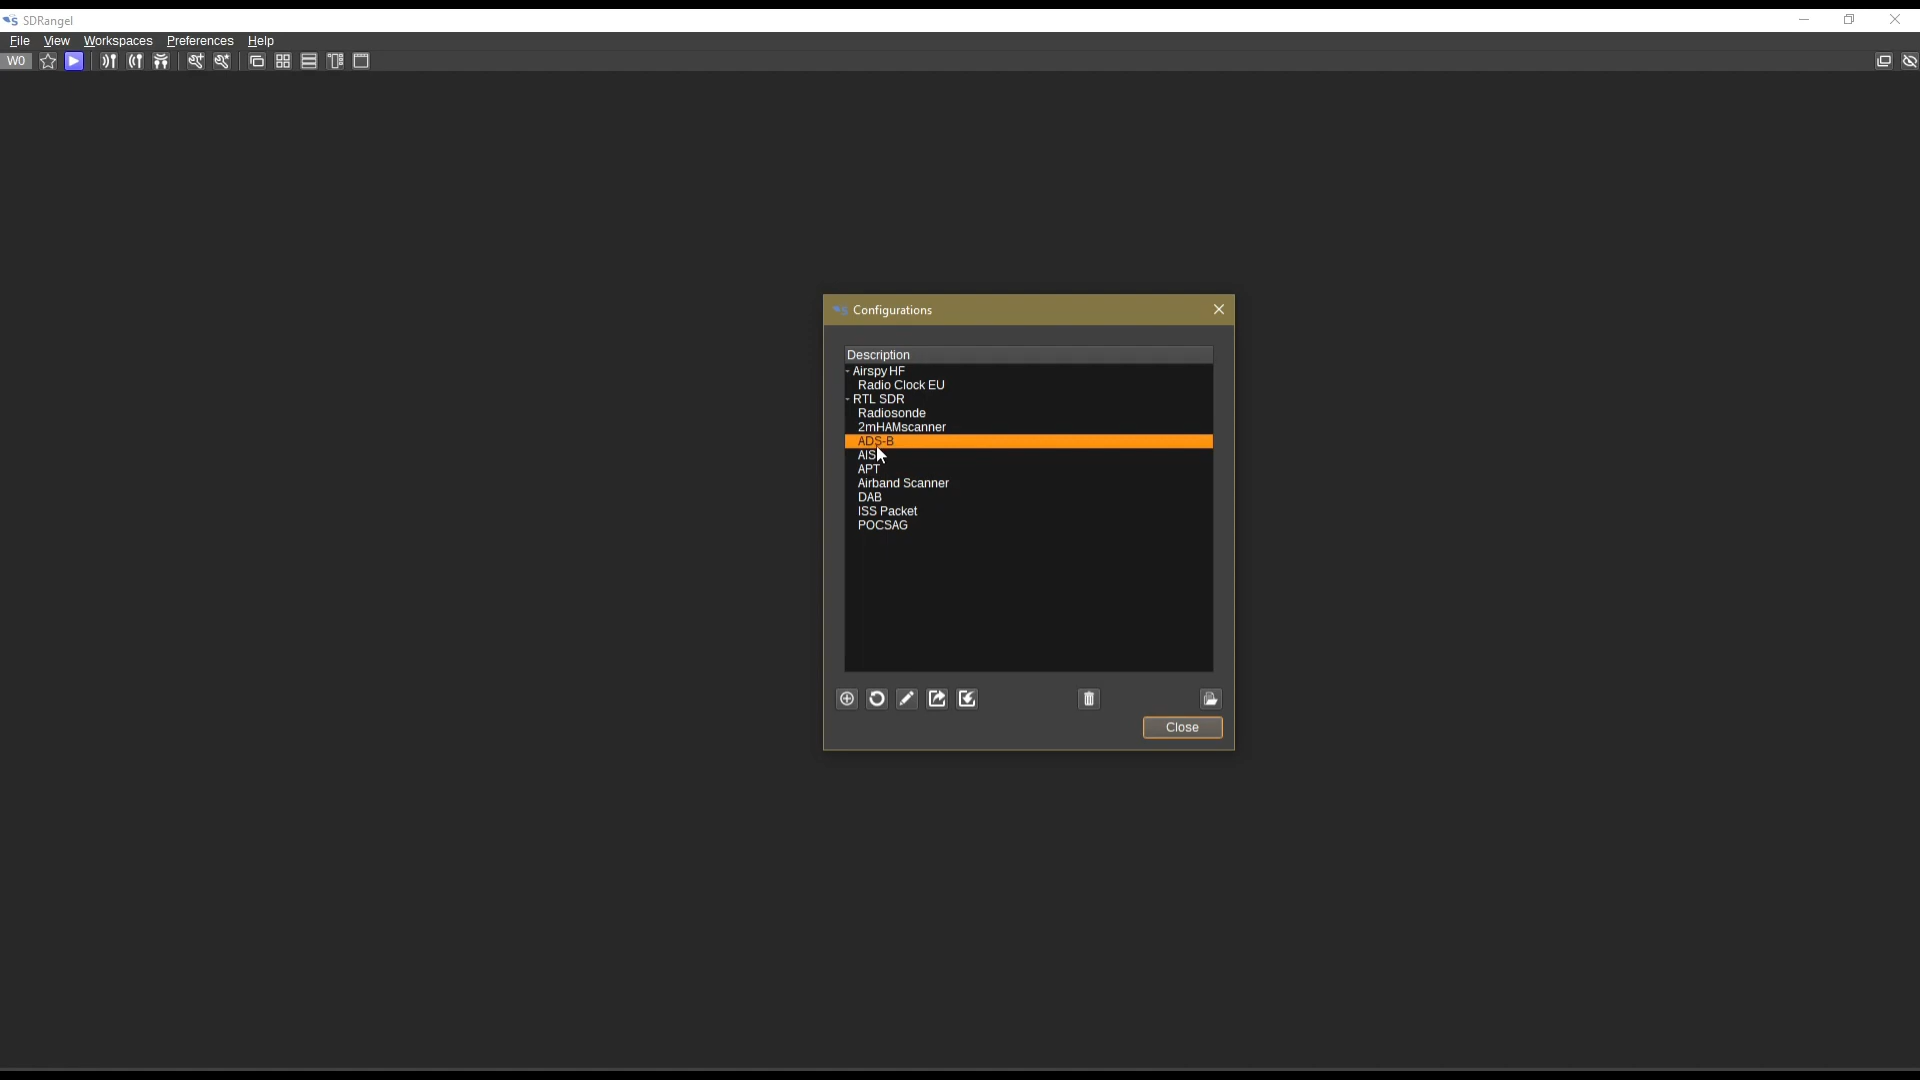 SDRangel
File View Workspaces Preferences Help
W0
Configurations
Description
Airspy HF
Radio Clock EU
RTL SDR
Radiosonde
2mHAMscanner
ADS-B
AIS
APT
Airband Scanner
DAB
ISS Packet
POCSAG
Close